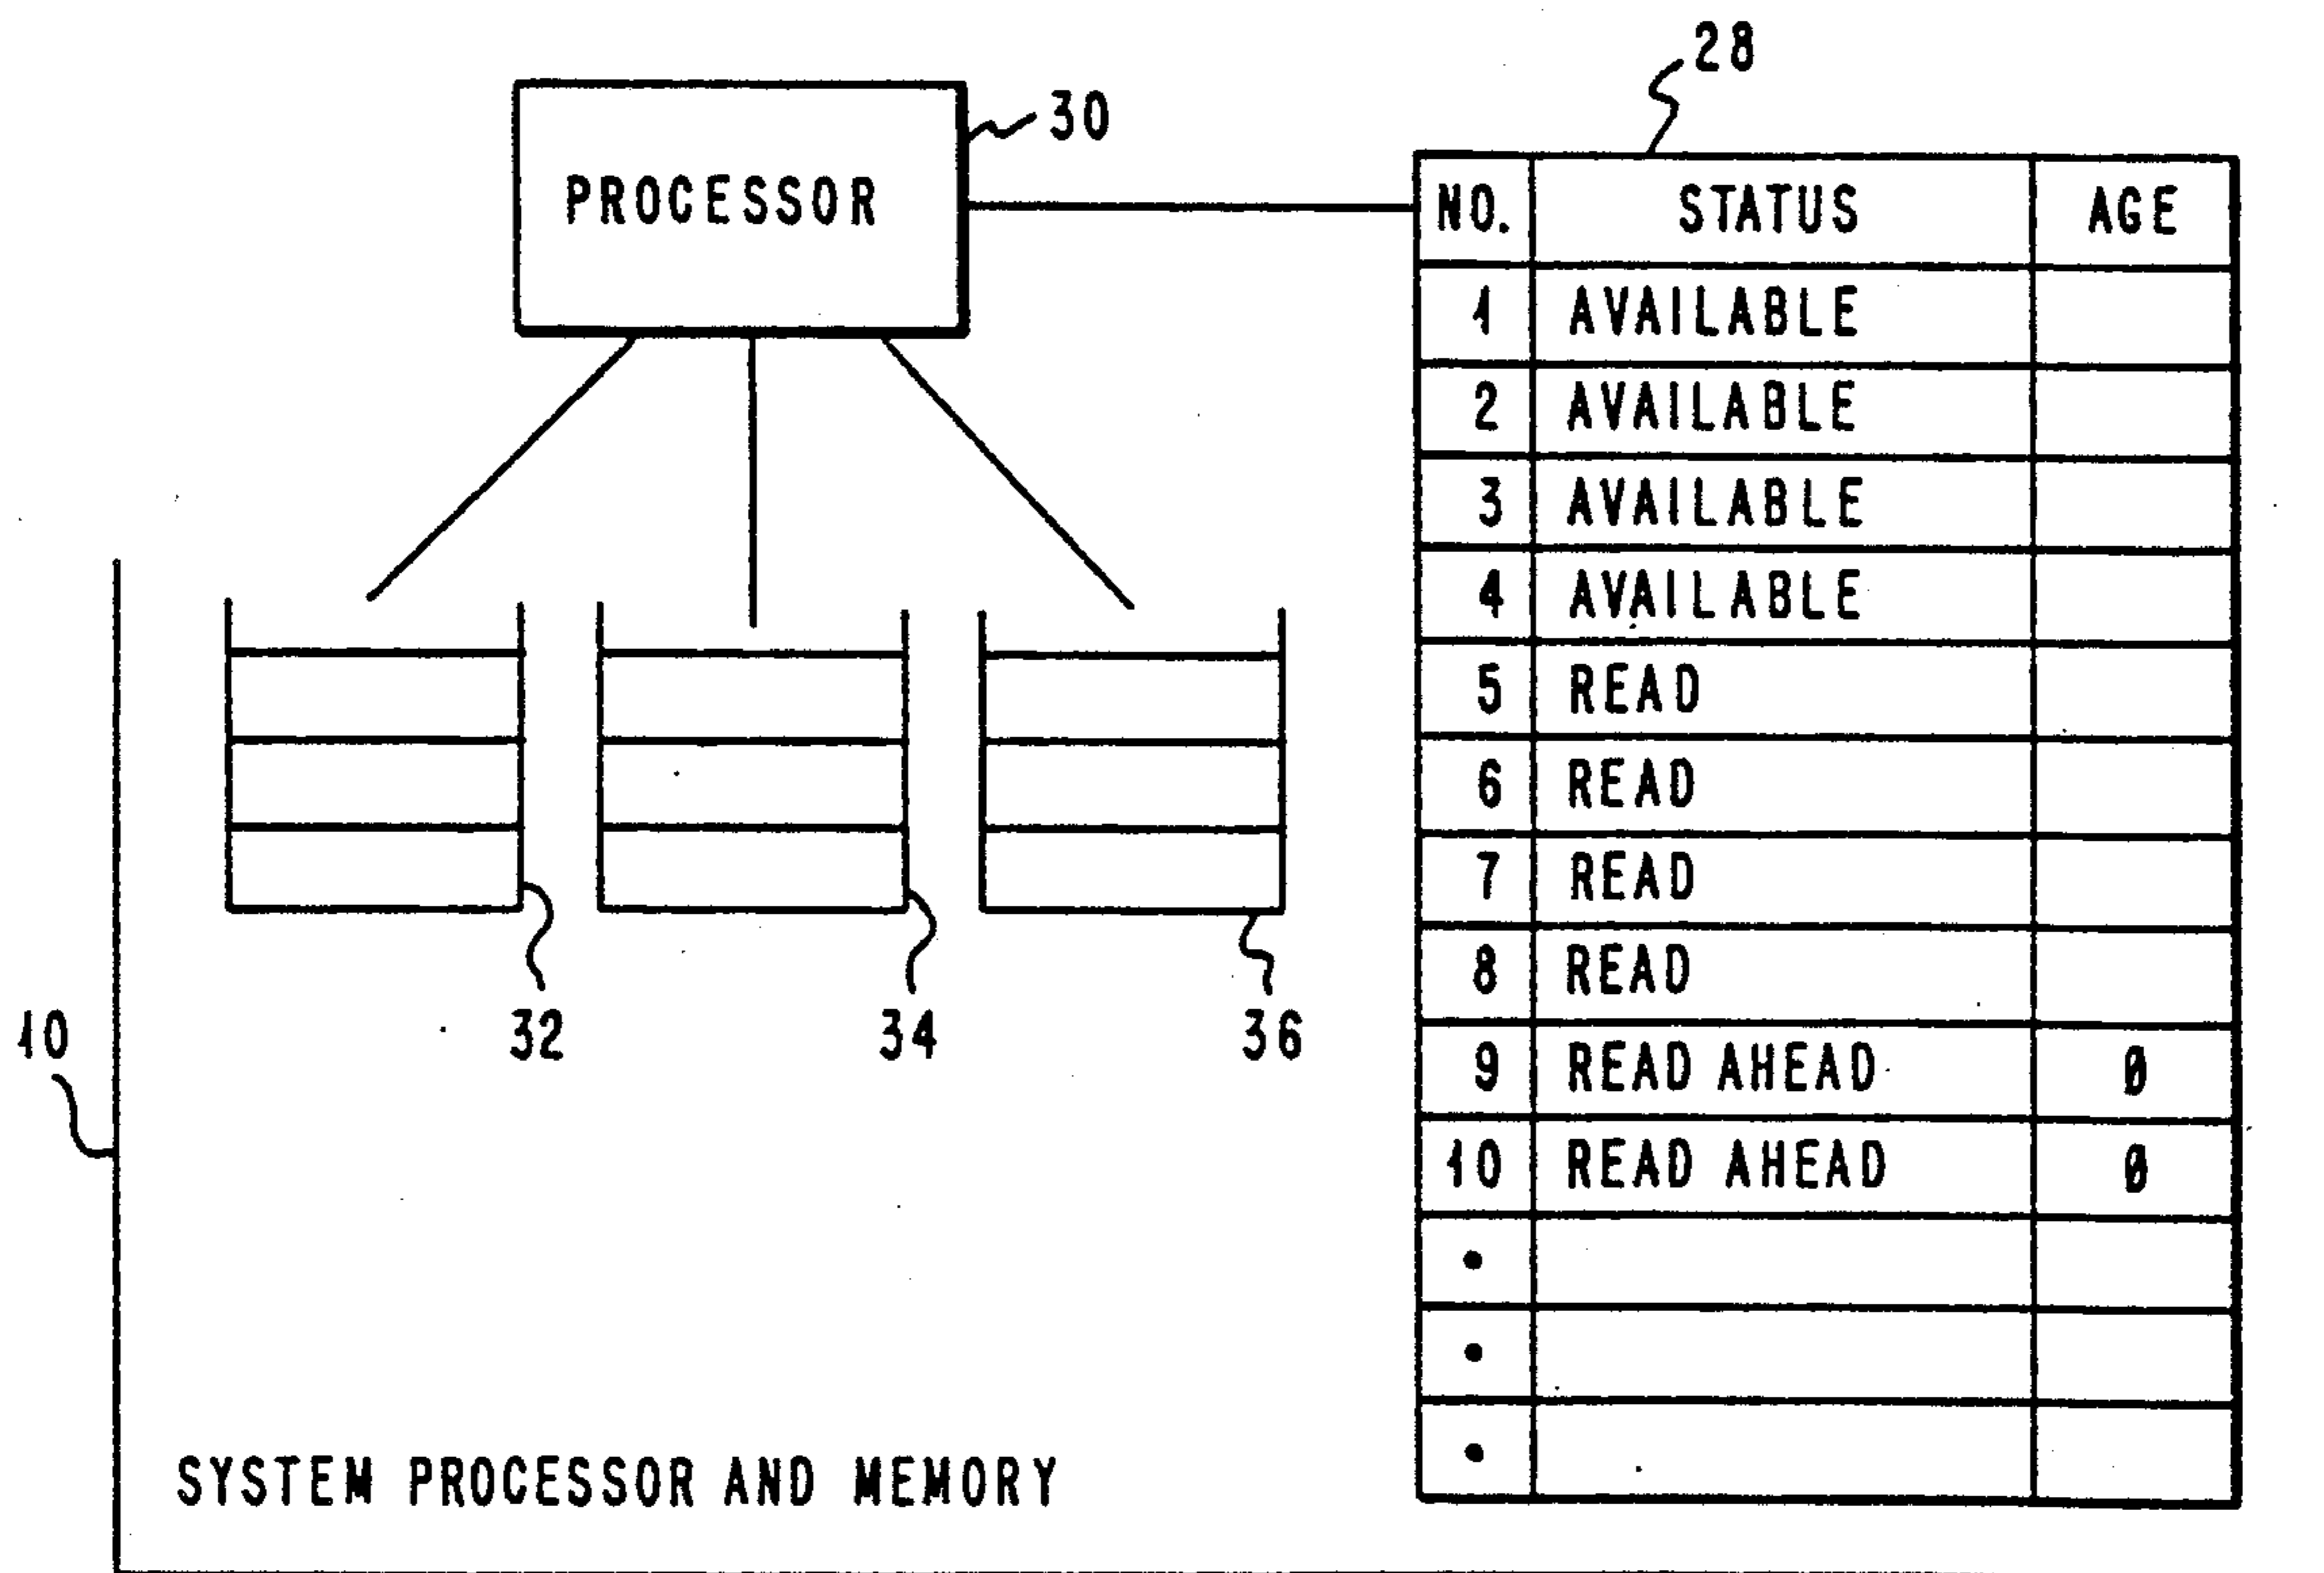 28
30
PROCESSOR
NO. STATUS AGE
1 AVAILABLE
2 AVAILABLE
3 AVAILABLE
4 AVAILABLE
5 READ
6 READ
7 READ
8 READ
9 READ AHEAD 0
10 READ AHEAD 0
•
•
•
10
32 34 36
SYSTEM PROCESSOR AND MEMORY